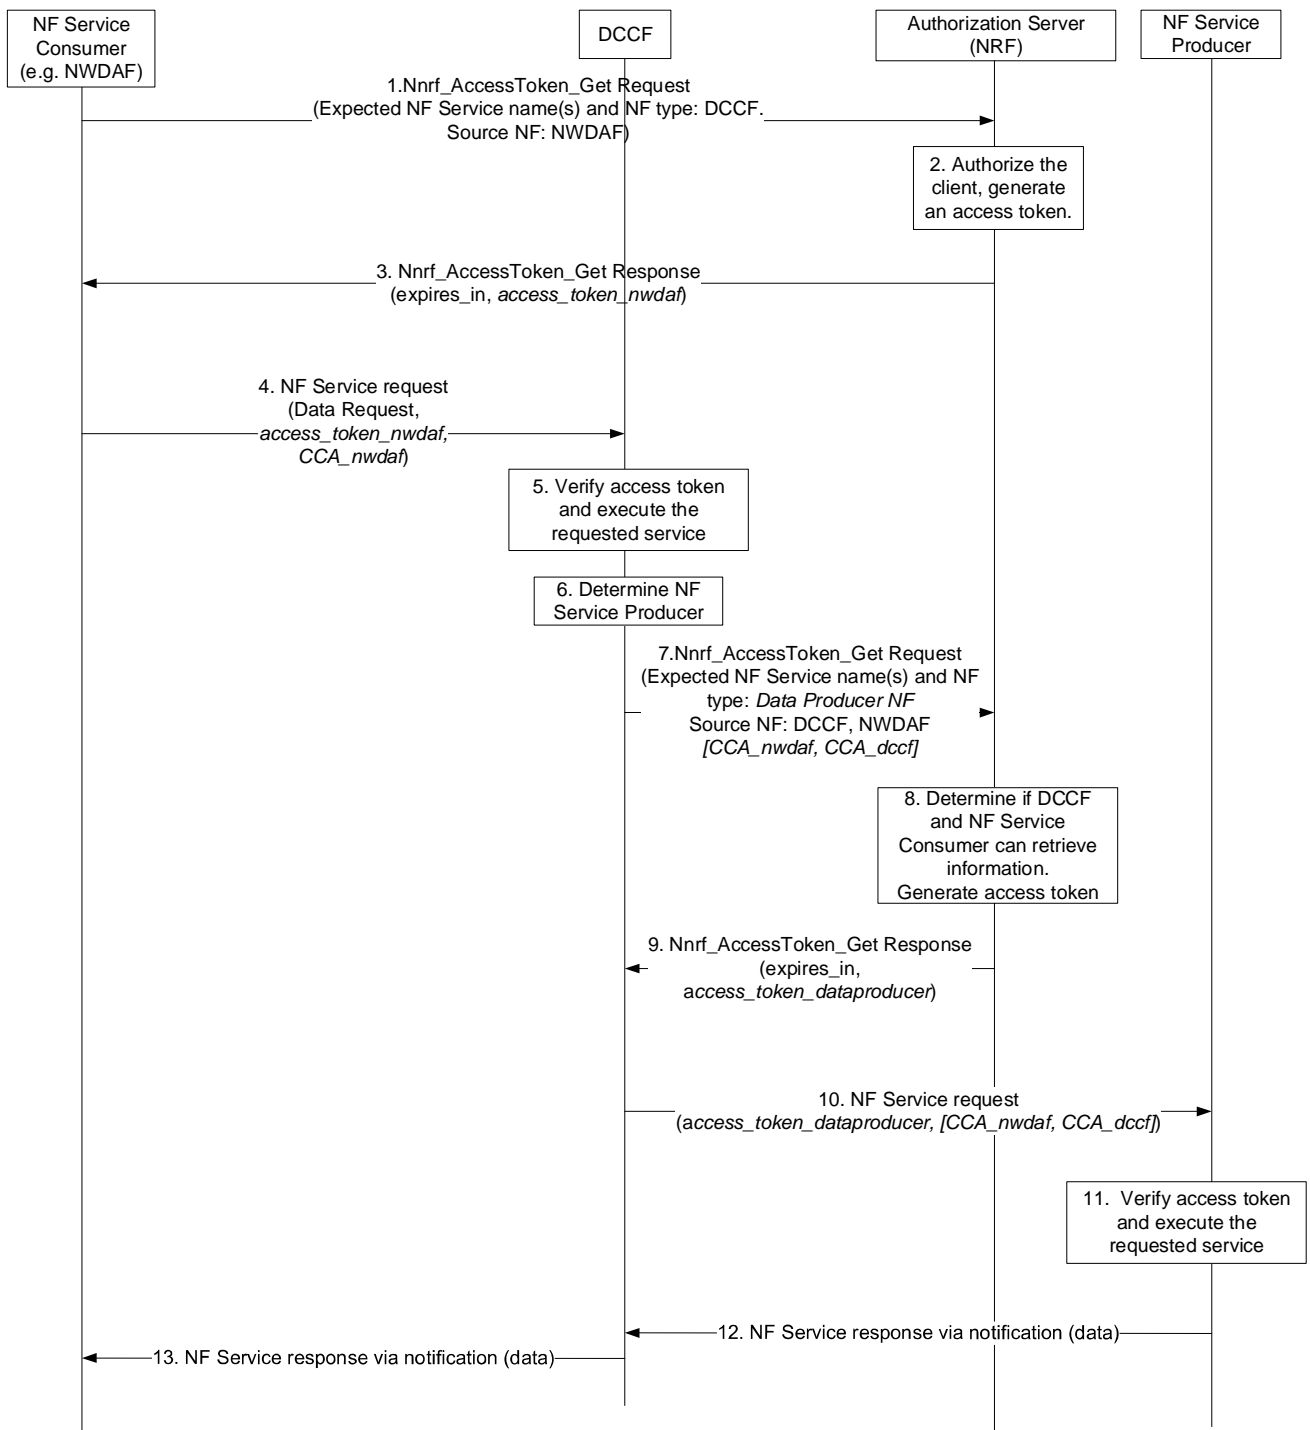 NF Service
Consumer
(e.g. NWDAF)
DCCF
Authorization Server
(NRF)
NF Service
Producer
1.Nnrf_AccessToken_Get Request
(Expected NF Service name(s) and NF type: DCCF.
Source NF: NWDAF)
2. Authorize the
client, generate
an access token.
3. Nnrf_AccessToken_Get Response
(expires_in, access_token_nwdaf)
4. NF Service request
(Data Request,
access_token_nwdaf,
CCA_nwdaf)
5. Verify access token
and execute the
requested service
6. Determine NF
Service Producer
7.Nnrf_AccessToken_Get Request
(Expected NF Service name(s) and NF
type: Data Producer NF
Source NF: DCCF, NWDAF
[CCA_nwdaf, CCA_dccf]
8. Determine if DCCF
and NF Service
Consumer can retrieve
information.
Generate access token
9. Nnrf_AccessToken_Get Response
(expires_in,
access_token_dataproducer)
10. NF Service request
(access_token_dataproducer, [CCA_nwdaf, CCA_dccf])
11. Verify access token
and execute the
requested service
12. NF Service response via notification (data)
13. NF Service response via notification (data)